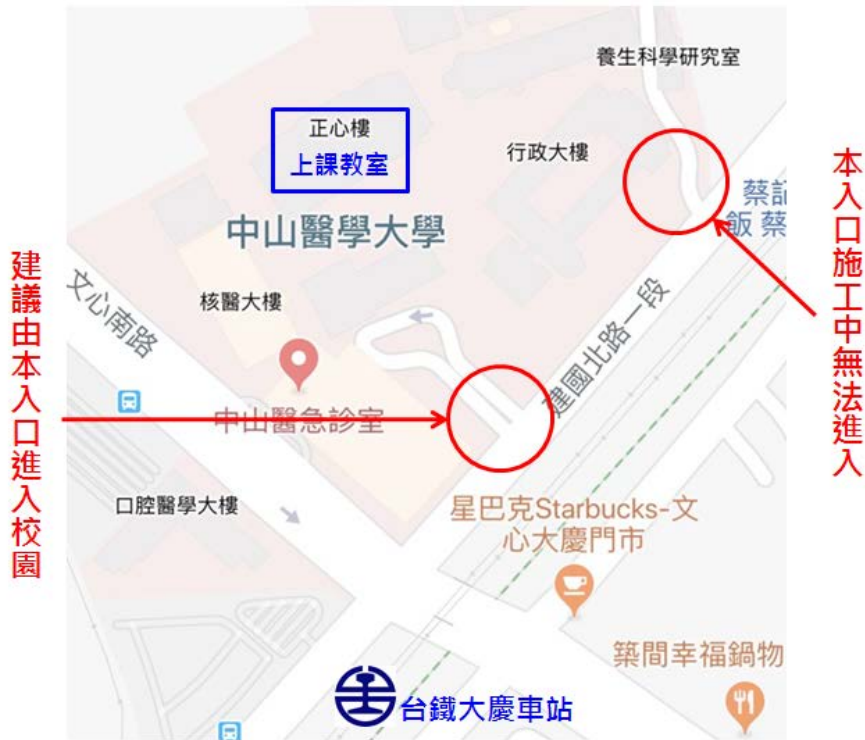 養生科學研究室
正心樓
上課教室
行政大樓
蔡記
飯 蔡
中山醫學大學
核醫大樓
文心南路
建國北路一段
中山醫急診室
口腔醫學大樓
星巴克Starbucks-文
心大慶門市
築間幸福鍋物
台鐵大慶車站
建議由本入口進入校園
本入口施工中無法進入